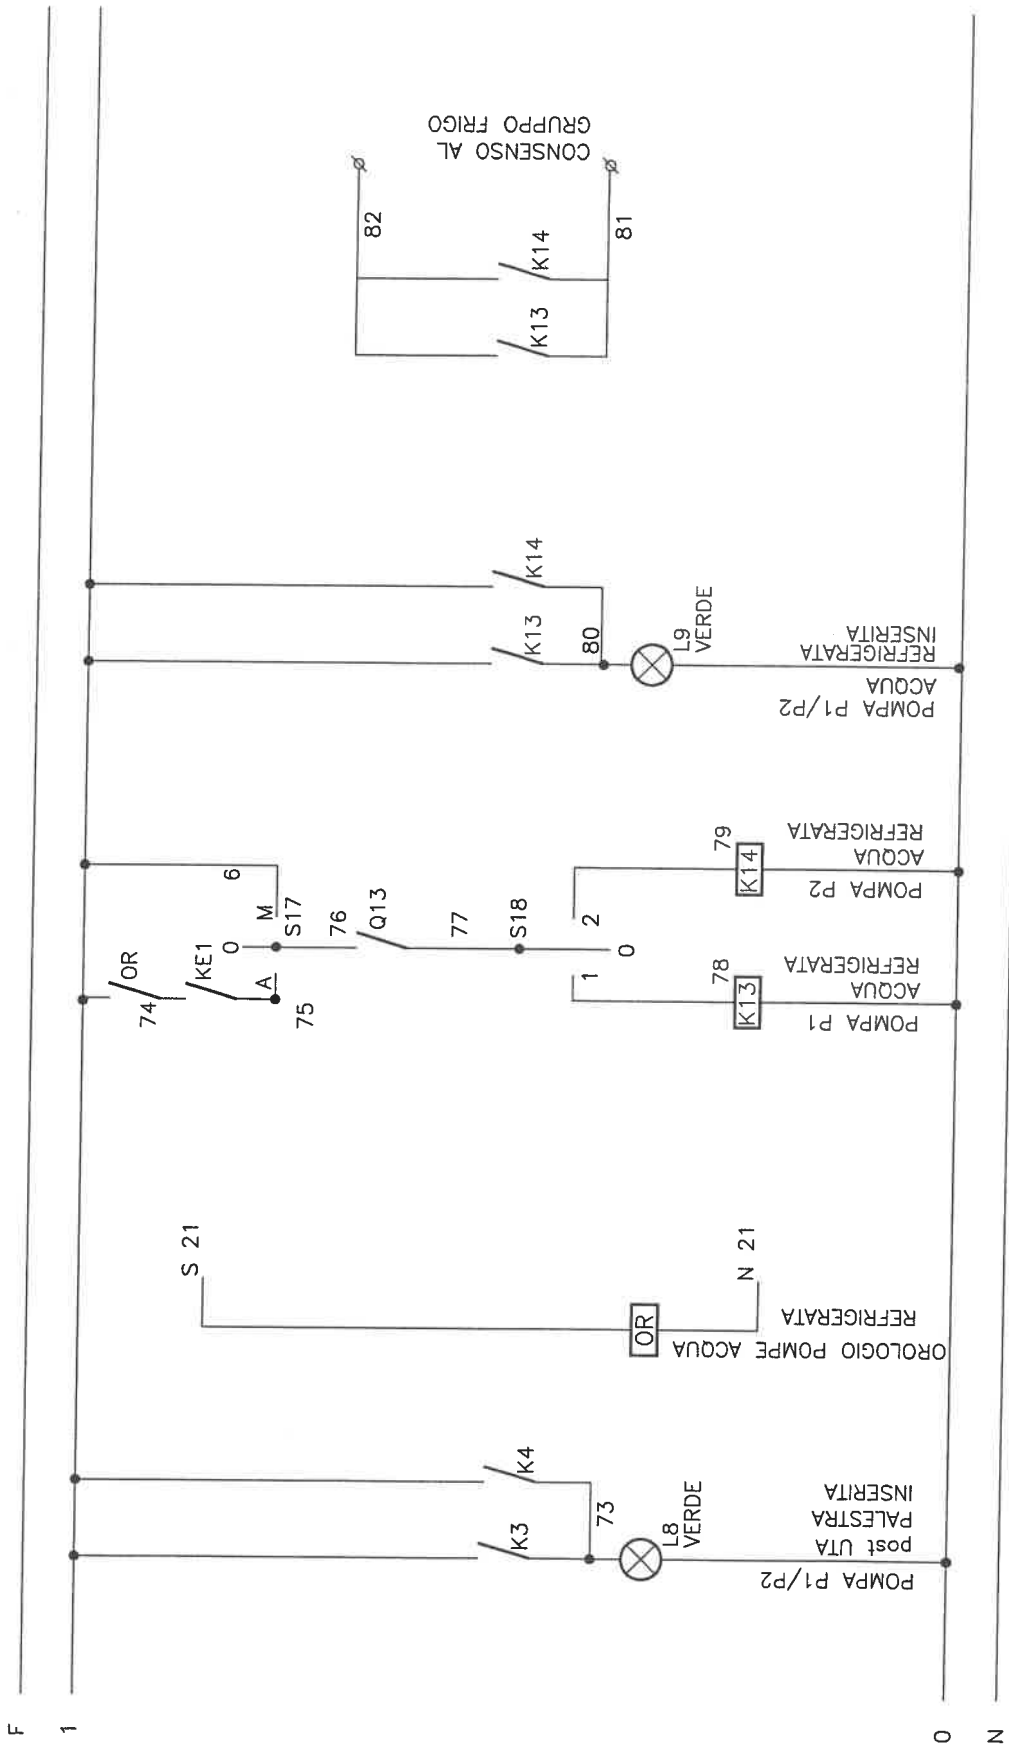 F
1
0
N
K3
K4
73
L8
VERDE
POMPA P1/P2
post UTA
PALESTRA
INSERITA
S 21
OR
N 21
OROLOGIO POMPE ACQUA
REFRIGERATA
OR
74
KE1
A
75
0
M
6
S17
76
Q13
77
S18
1
0
2
78
K13
POMPA P1
ACQUA
REFRIGERATA
79
K14
POMPA P2
ACQUA
REFRIGERATA
K13
K14
80
L9
VERDE
POMPA P1/P2
ACQUA
REFRIGERATA
INSERITA
82
K13
K14
81
CONSENSO AL
GRUPPO FRIGO